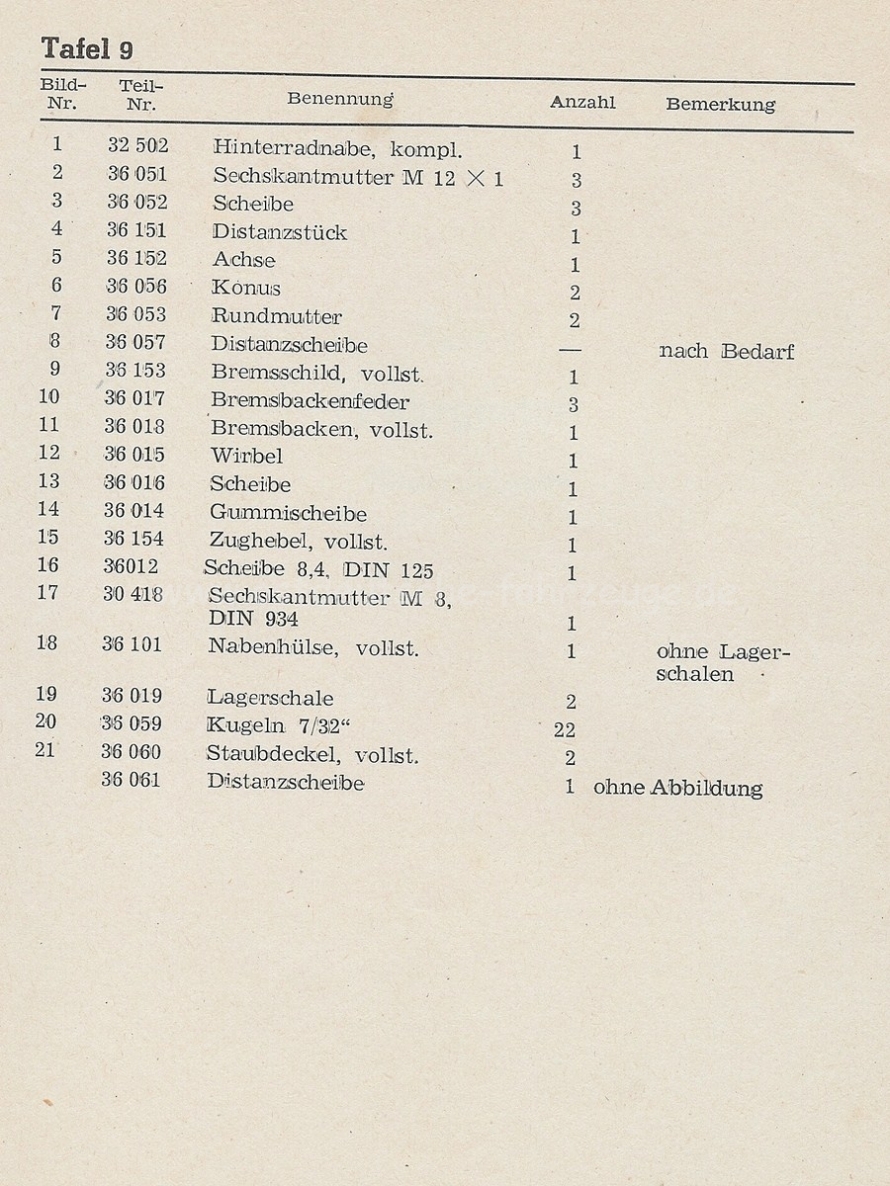 Tafel 9
Bild-Nr. Teil-Nr. Benennung Anzahl Bemerkung
1 32 502 Hinterradnabe, kompl. 1
2 36 051 Sechskantmutter M 12 × 1 3
3 36 052 Scheibe 3
4 36 151 Distanzstück 1
5 36 152 Achse 1
6 36 056 Konus 2
7 36 053 Rundmutter 2
8 36 057 Distanzscheibe — nach Bedarf
9 36 153 Bremsschild, vollst. 1
10 36 017 Bremsbackenfeder 3
11 36 018 Bremsbacken, vollst. 1
12 36 015 Wirbel 1
13 36 016 Scheibe 1
14 36 014 Gummischeibe 1
15 36 154 Zughebel, vollst. 1
16 36012 Scheibe 8,4, DIN 125 1
17 30 418 Sechskantmutter M 8,
DIN 934 1
18 36 101 Nabenhülse, vollst. 1 ohne Lager-
schalen
19 36 019 Lagerschale 2
20 36 059 Kugeln 7/32“ 22
21 36 060 Staubdeckel, vollst. 2
36 061 Distanzscheibe 1 ohne Abbildung